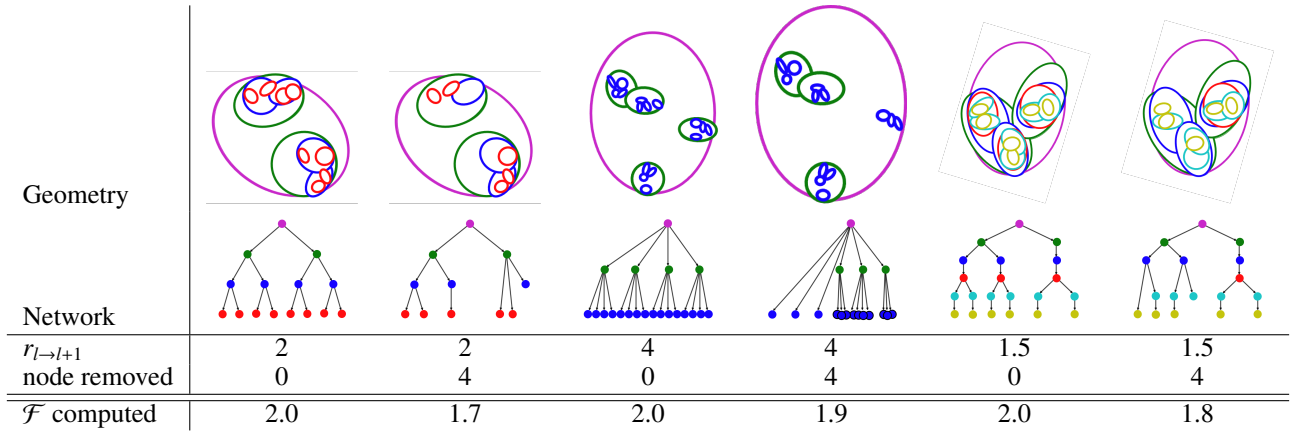 Geometry
Network
r_{l→l+1} 2 2 4 4 1.5 1.5
node removed 0 4 0 4 0 4
ℱ computed 2.0 1.7 2.0 1.9 2.0 1.8